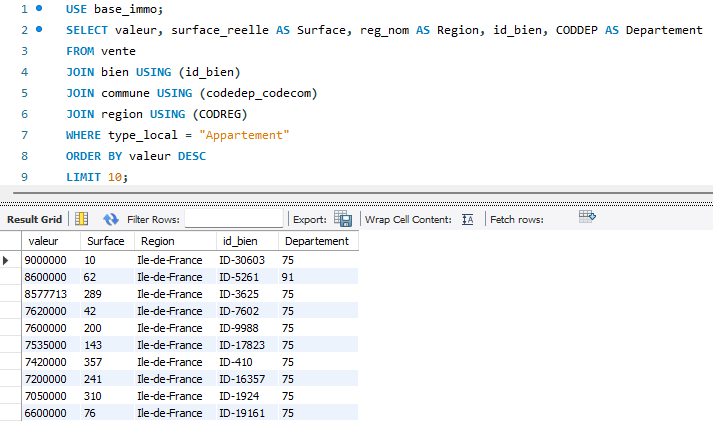 1 USE base_immo;
2 SELECT valeur, surface_reelle AS Surface, reg_nom AS Region, id_bien, CODDEP AS Departement
3 FROM vente
4 JOIN bien USING (id_bien)
5 JOIN commune USING (codedep_codecom)
6 JOIN region USING (CODREG)
7 WHERE type_local = "Appartement"
8 ORDER BY valeur DESC
9 LIMIT 10;
Result Grid Filter Rows: Export: Wrap Cell Content: IA Fetch rows:
valeur Surface Region id_bien Departement
9000000 10 Ile-de-France ID-30603 75
8600000 62 Ile-de-France ID-5261 91
8577713 289 Ile-de-France ID-3625 75
7620000 42 Ile-de-France ID-7602 75
7600000 200 Ile-de-France ID-9988 75
7535000 143 Ile-de-France ID-17823 75
7420000 357 Ile-de-France ID-410 75
7200000 241 Ile-de-France ID-16357 75
7050000 310 Ile-de-France ID-1924 75
6600000 76 Ile-de-France ID-19161 75